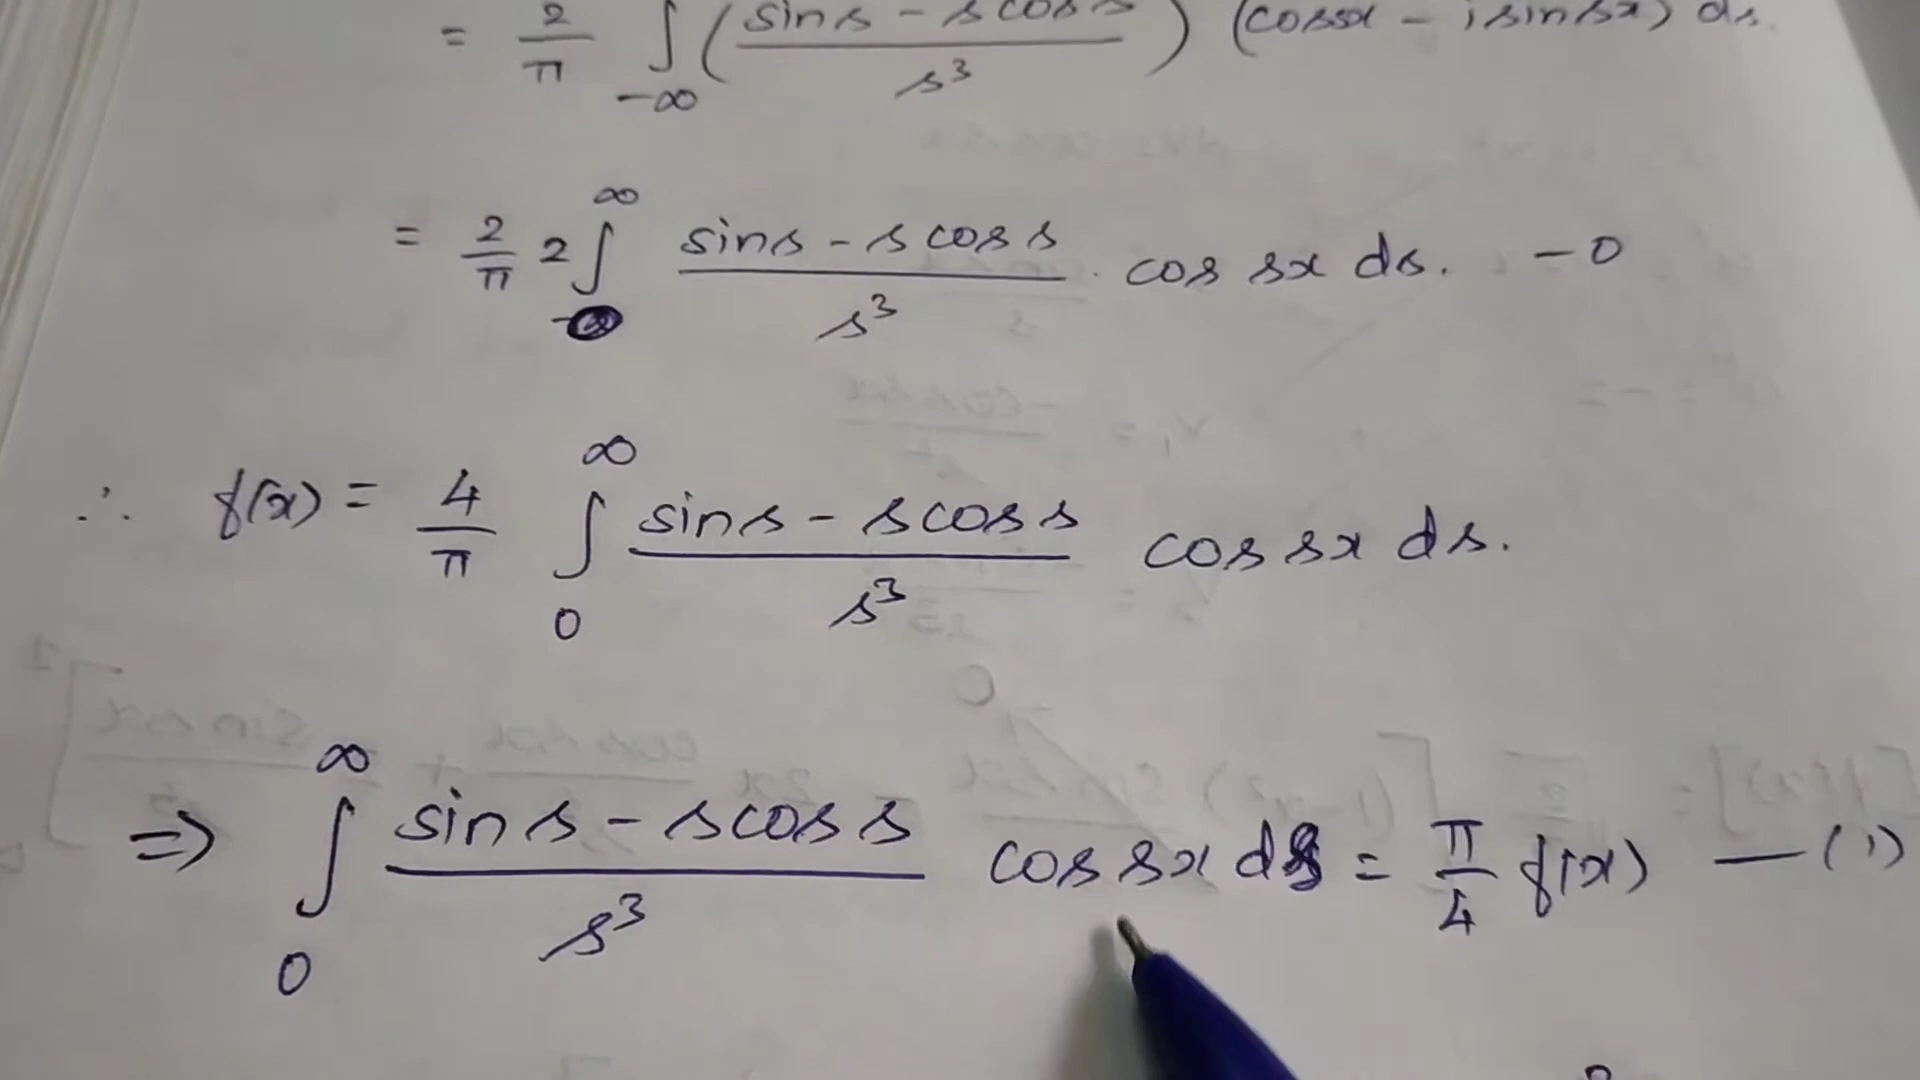 = 2/π ∫_{-∞} ( (sin s - s cos s) / s³ ) (cos sx - i sin sx) ds.
= 2/π 2 ∫^∞ (sin s - s cos s) / s³ . cos sx ds. - 0
∴ f(x) = 4/π ∫_0^∞ (sin s - s cos s) / s³ cos sx ds.
⇒ ∫_0^∞ (sin s - s cos s) / s³ cos sx ds = π/4 f(x) — (1)